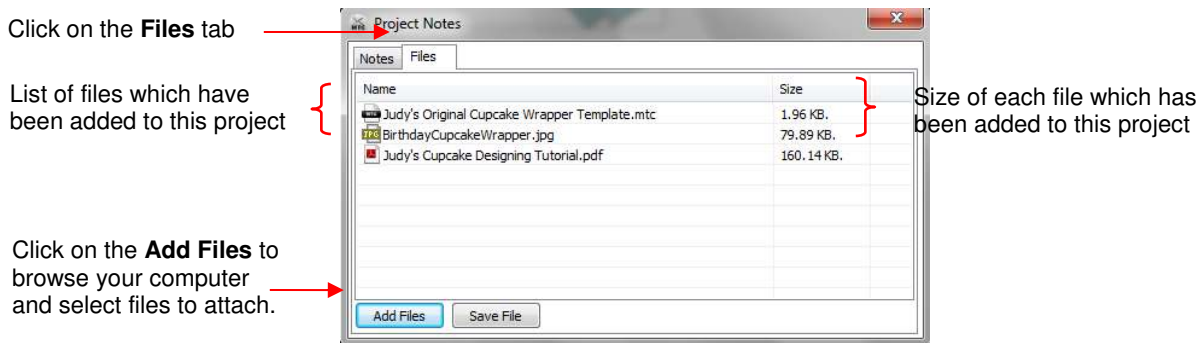 Click on the Files tab
Project Notes
Notes Files
List of files which have
been added to this project
Name Size
Judy's Original Cupcake Wrapper Template.mtc 1.96 KB.
BirthdayCupcakeWrapper.jpg 79.89 KB.
Judy's Cupcake Designing Tutorial.pdf 160.14 KB.
Size of each file which has
been added to this project
Click on the Add Files to
browse your computer
and select files to attach.
Add Files Save File